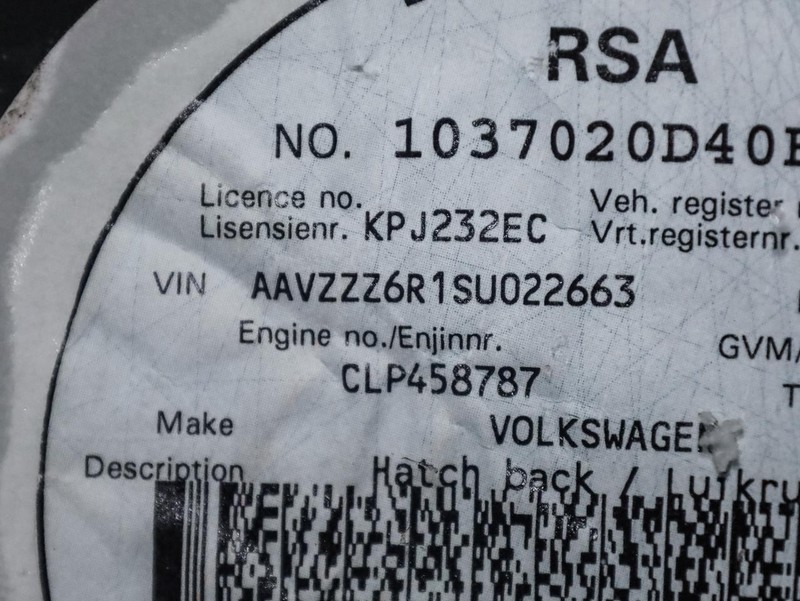 RSA
NO. 1037020D40
Licence no.
Lisensienr. KPJ232EC
Veh. register
Vrt.registernr.
VIN AAVZZZ6R1SU022663
Engine no./Enjinnr.
GVM/
CLP458787
T
Make VOLKSWAGEN
Description Hatch back / Luikru